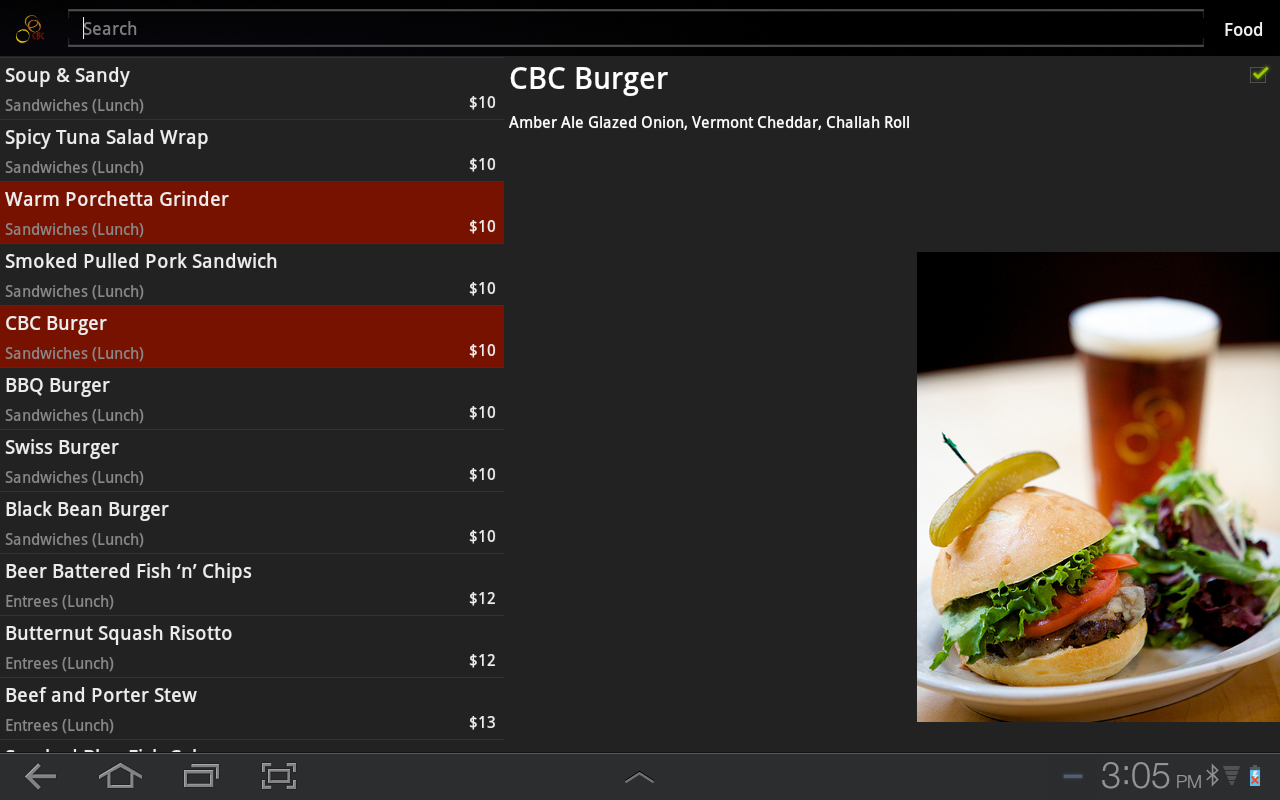 CBC
Search
Food
Soup & Sandy
Sandwiches (Lunch)
$10
Spicy Tuna Salad Wrap
Sandwiches (Lunch)
$10
Warm Porchetta Grinder
Sandwiches (Lunch)
$10
Smoked Pulled Pork Sandwich
Sandwiches (Lunch)
$10
CBC Burger
Sandwiches (Lunch)
$10
BBQ Burger
Sandwiches (Lunch)
$10
Swiss Burger
Sandwiches (Lunch)
$10
Black Bean Burger
Sandwiches (Lunch)
$10
Beer Battered Fish ‘n’ Chips
Entrees (Lunch)
$12
Butternut Squash Risotto
Entrees (Lunch)
$12
Beef and Porter Stew
Entrees (Lunch)
$13
CBC Burger
Amber Ale Glazed Onion, Vermont Cheddar, Challah Roll
3:05 PM